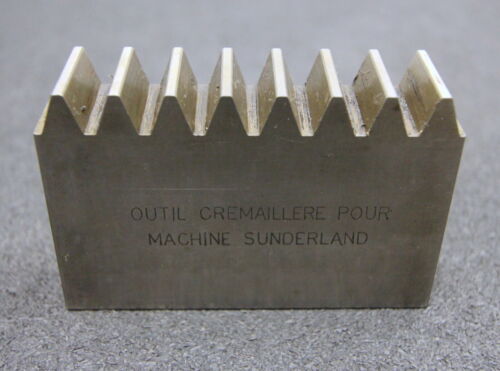 OUTIL CREMAILLERE POUR
MACHINE SUNDERLAND